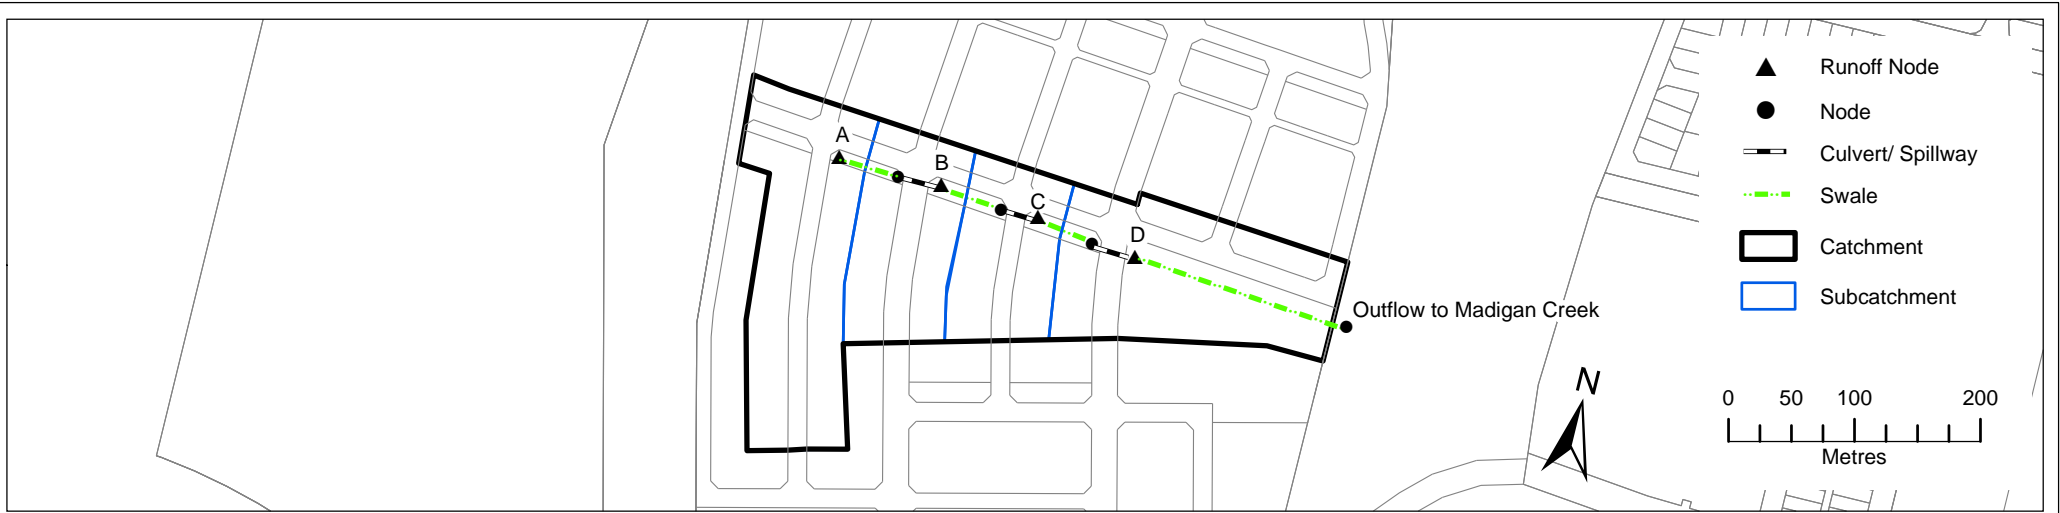 A
B
C
D
Outflow to Madigan Creek
Runoff Node
Node
Culvert/ Spillway
Swale
Catchment
Subcatchment
N
0 50 100 200
Metres